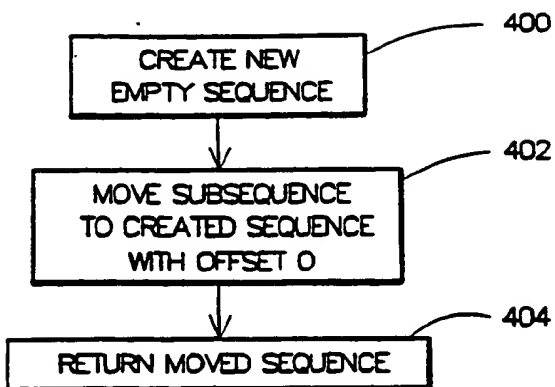 400
CREATE NEW
EMPTY SEQUENCE
402
MOVE SUBSEQUENCE
TO CREATED SEQUENCE
WITH OFFSET 0
404
RETURN MOVED SEQUENCE